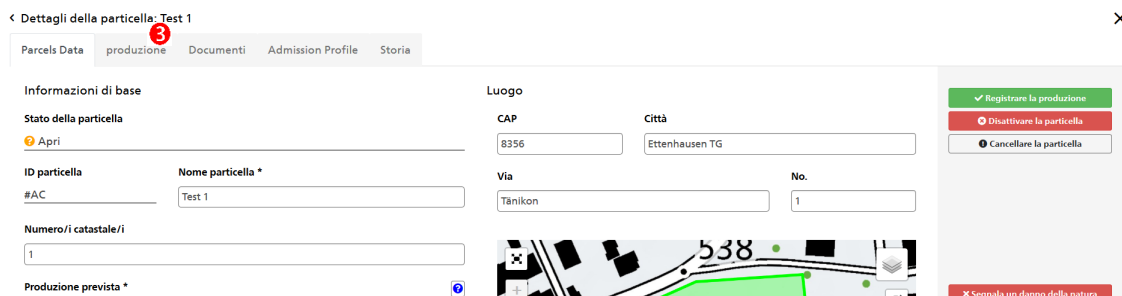 Dettagli della particella: Test 1
3
Parcels Data produzione Documenti Admission Profile Storia
Informazioni di base
Stato della particella
? Apri
ID particella Nome particella *
#AC Test 1
Numero/i catastale/i
1
Produzione prevista * ?
Luogo
CAP Città
8356 Ettenhausen TG
Via No.
Tänikon 1
538
Registrare la produzione
Disattivare la particella
Cancellare la particella
Segnala un danno della natura